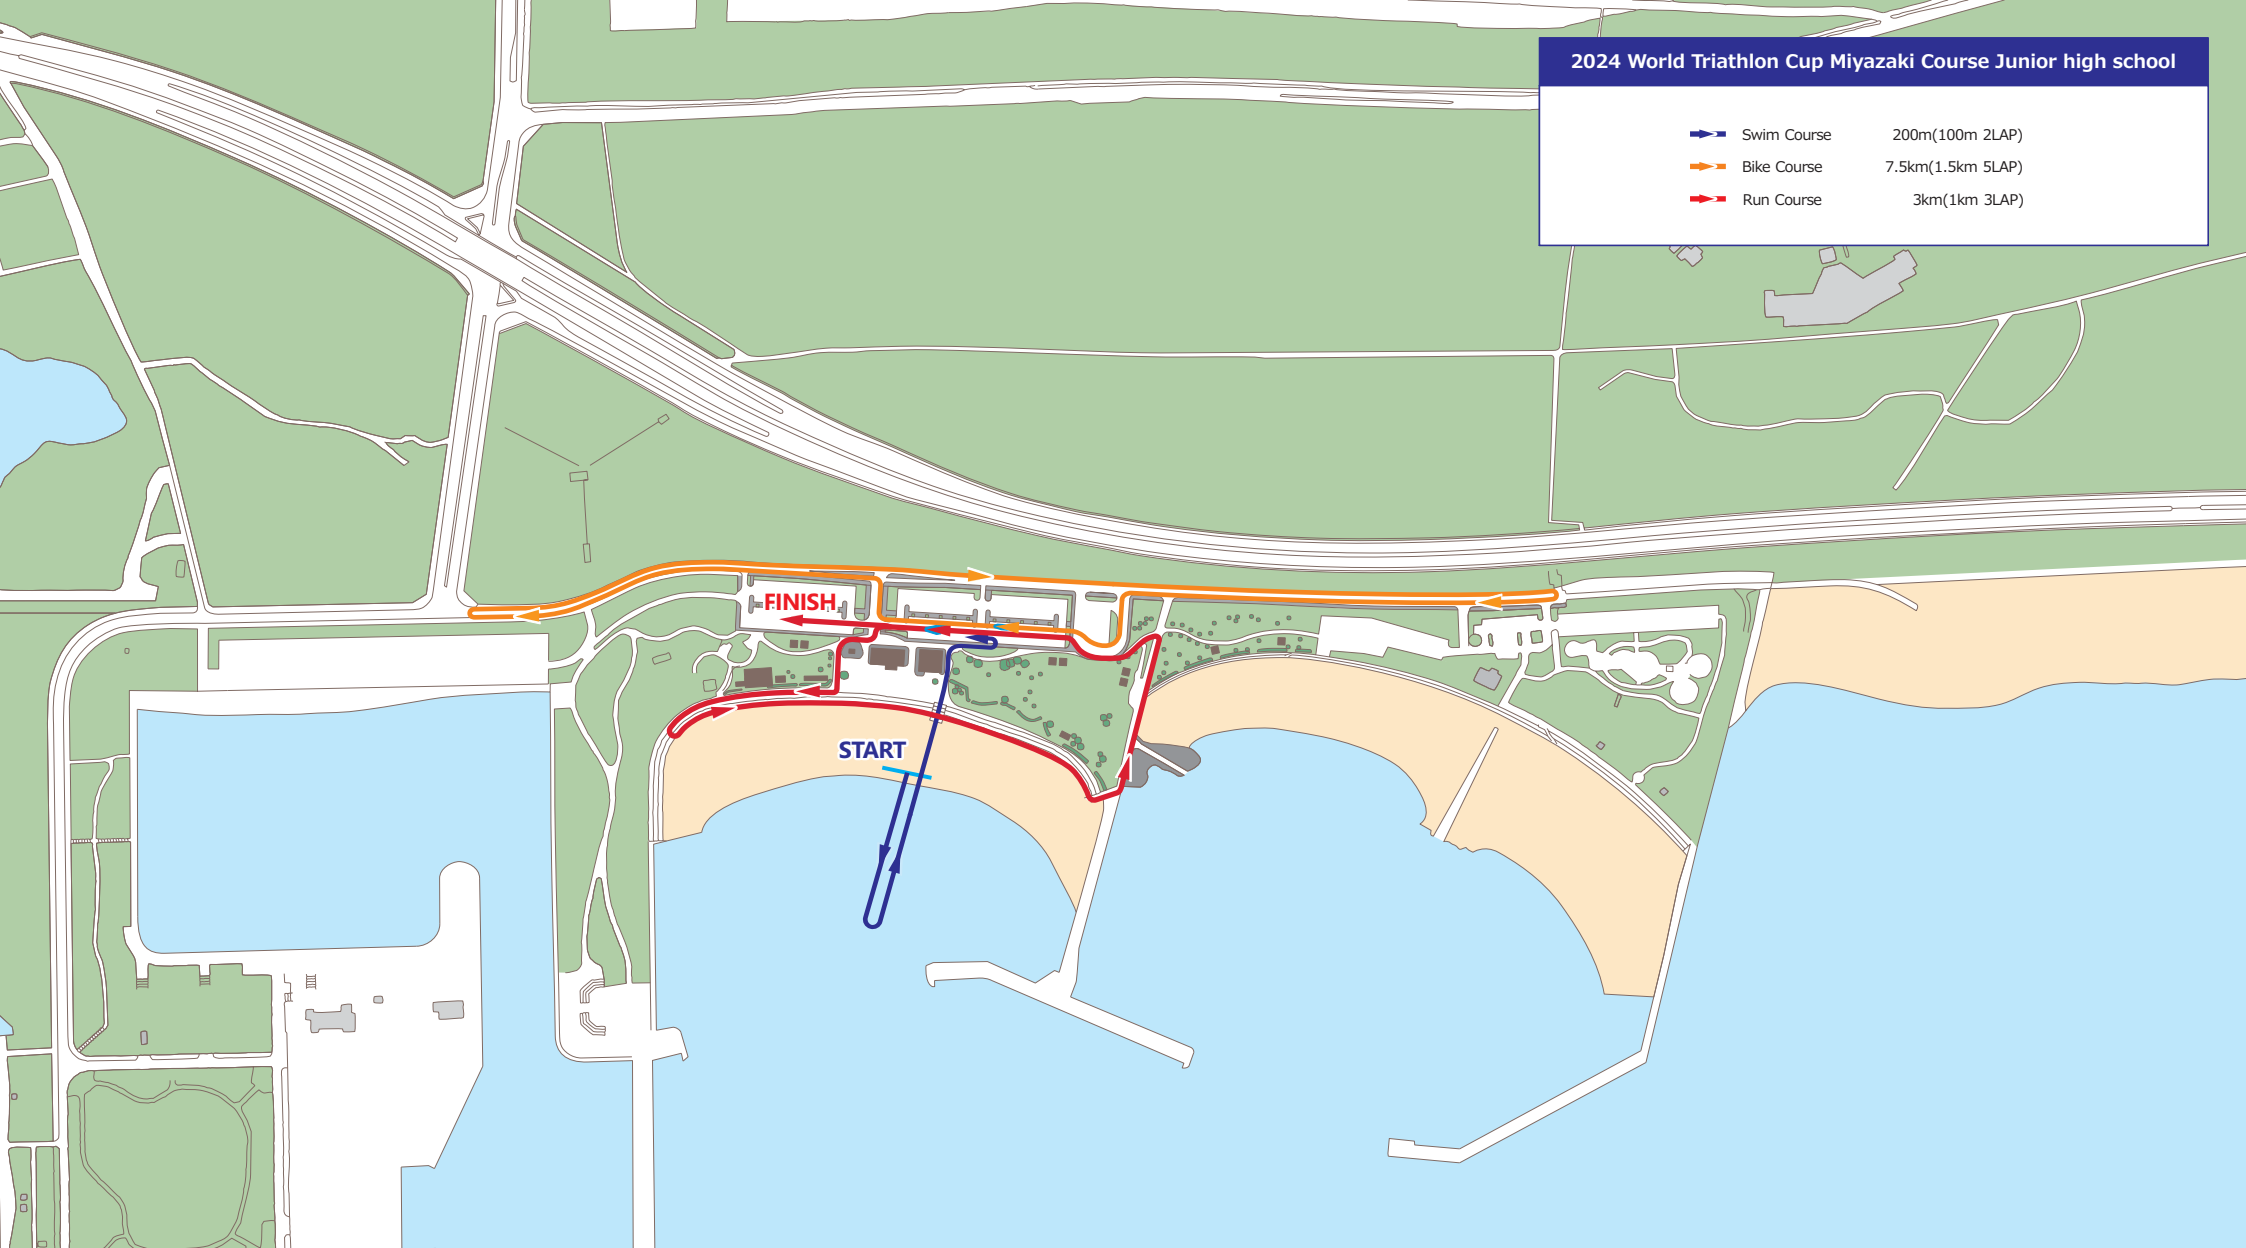 2024 World Triathlon Cup Miyazaki Course Junior high school
Swim Course 200m(100m 2LAP)
Bike Course 7.5km(1.5km 5LAP)
Run Course 3km(1km 3LAP)
FINISH
START